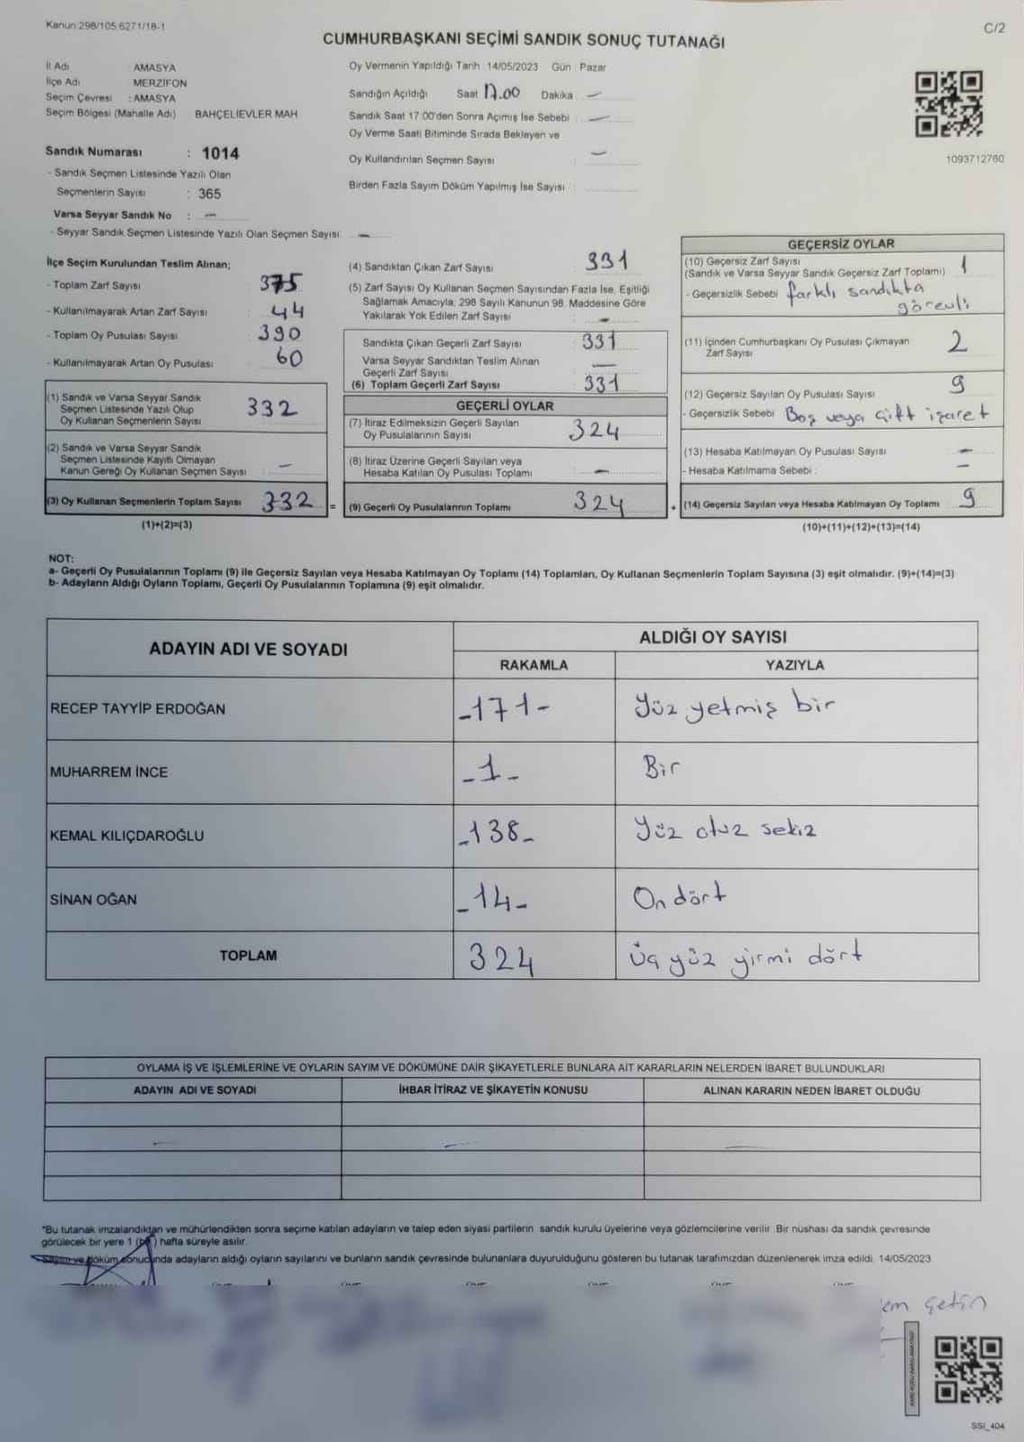 Kanun 298/105 6271/18-1
C/2
CUMHURBAŞKANI SEÇİMİ SANDIK SONUÇ TUTANAĞI
İl Adı : AMASYA
İlçe Adı : MERZİFON
Seçim Çevresi : AMASYA
Seçim Bölgesi (Mahalle Adı) BAHÇELİEVLER MAH
Sandık Numarası : 1014
- Sandık Seçmen Listesinde Yazılı Olan
Seçmenlerin Sayısı : 365
Varsa Seyyar Sandık No : —
- Seyyar Sandık Seçmen Listesinde Yazılı Olan Seçmen Sayısı —
Oy Vermenin Yapıldığı Tarih : 14/05/2023 Gün : Pazar
Sandığın Açıldığı Saat 17.00 Dakika : —
Sandık Saat 17:00'den Sonra Açımış İse Sebebi : —
Oy Verme Saati Bitiminde Sırada Bekleyen ve
Oy Kullandırılan Seçmen Sayısı : —
Birden Fazla Sayım Döküm Yapılmış İse Sayısı :
1093712760
İlçe Seçim Kurulundan Teslim Alınan;
- Toplam Zarf Sayısı : 375
- Kullanılmayarak Artan Zarf Sayısı : 44
- Toplam Oy Pusulası Sayısı : 390
- Kullanılmayarak Artan Oy Pusulası : 60
(1) Sandık ve Varsa Seyyar Sandık
Seçmen Listesinde Yazılı Olup
Oy Kullanan Seçmenlerin Sayısı 332
(2) Sandık ve Varsa Seyyar Sandık
Seçmen Listesinde Kayıtlı Olmayan
Kanun Gereği Oy Kullanan Seçmen Sayısı —
(3) Oy Kullanan Seçmenlerin Toplam Sayısı 332 =
(1)+(2)=(3)
(4) Sandıktan Çıkan Zarf Sayısı 331
(5) Zarf Sayısı Oy Kullanan Seçmen Sayısından Fazla İse, Eşitliği
Sağlamak Amacıyla, 298 Sayılı Kanunun 98. Maddesine Göre
Yakılarak Yok Edilen Zarf Sayısı —
Sandıkta Çıkan Geçerli Zarf Sayısı 331
Varsa Seyyar Sandıktan Teslim Alınan
Geçerli Zarf Sayısı —
(6) Toplam Geçerli Zarf Sayısı 331
GEÇERLİ OYLAR
(7) İtiraz Edilmeksizin Geçerli Sayılan
Oy Pusulalarının Sayısı 324
(8) İtiraz Üzerine Geçerli Sayılan veya
Hesaba Katılan Oy Pusulası Toplamı —
(9) Geçerli Oy Pusulalarının Toplamı 324 +
GEÇERSİZ OYLAR
(10) Geçersiz Zarf Sayısı
(Sandık ve Varsa Seyyar Sandık Geçersiz Zarf Toplamı) 1
- Geçersizlik Sebebi farklı sandıkta
görevli
(11) İçinden Cumhurbaşkanı Oy Pusulası Çıkmayan
Zarf Sayısı 2
(12) Geçersiz Sayılan Oy Pusulası Sayısı 9
- Geçersizlik Sebebi Boş veya çift işaret
(13) Hesaba Katılmayan Oy Pusulası Sayısı —
- Hesaba Katılmama Sebebi : —
(14) Geçersiz Sayılan veya Hesaba Katılmayan Oy Toplamı 9
(10)+(11)+(12)+(13)=(14)
NOT:
a- Geçerli Oy Pusulalarının Toplamı (9) ile Geçersiz Sayılan veya Hesaba Katılmayan Oy Toplamı (14) Toplamları, Oy Kullanan Seçmenlerin Toplam Sayısına (3) eşit olmalıdır. (9)+(14)=(3)
b- Adayların Aldığı Oyların Toplamı, Geçerli Oy Pusulalarının Toplamına (9) eşit olmalıdır.
ADAYIN ADI VE SOYADI
ALDIĞI OY SAYISI
RAKAMLA YAZIYLA
RECEP TAYYİP ERDOĞAN -171- Yüz yetmiş bir
MUHARREM İNCE -1- Bir
KEMAL KILIÇDAROĞLU -138- Yüz otuz sekiz
SİNAN OĞAN -14- On dört
TOPLAM 324 Üç yüz yirmi dört
OYLAMA İŞ VE İŞLEMLERİNE VE OYLARIN SAYIM VE DÖKÜMÜNE DAİR ŞİKAYETLERLE BUNLARA AİT KARARLARIN NELERDEN İBARET BULUNDUKLARI
ADAYIN ADI VE SOYADI İHBAR İTİRAZ VE ŞİKAYETİN KONUSU ALINAN KARARIN NEDEN İBARET OLDUĞU
— — —
*Bu tutanak imzalandıktan ve mühürlendikten sonra seçime katılan adayların ve talep eden siyasi partilerin sandık kurulu üyelerine veya gözlemcilerine verilir. Bir nüshası da sandık çevresinde
görülecek bir yere 1 (bir) hafta süreyle asılır.
Sayım ve döküm sonucunda adayların aldığı oyların sayılarını ve bunların sandık çevresinde bulunanlara duyurulduğunu gösteren bu tutanak tarafımızdan düzenlenerek imza edildi. 14/05/2023
em Çetin
SSI_404